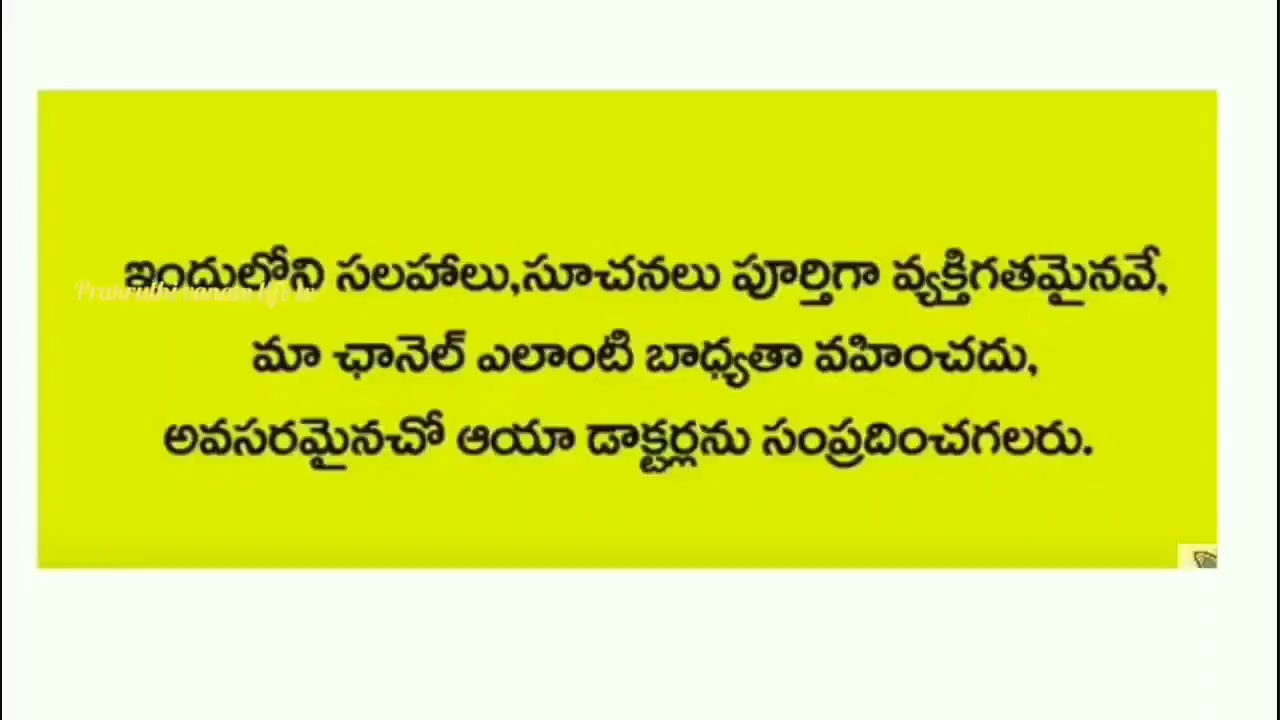 ఇందులోని సలహాలు,సూచనలు పూర్తిగా వ్యక్తిగతమైనవే,
మా ఛానెల్ ఎలాంటి బాధ్యతా వహించదు,
అవసరమైనచో ఆయా డాక్టర్లను సంప్రదించగలరు.